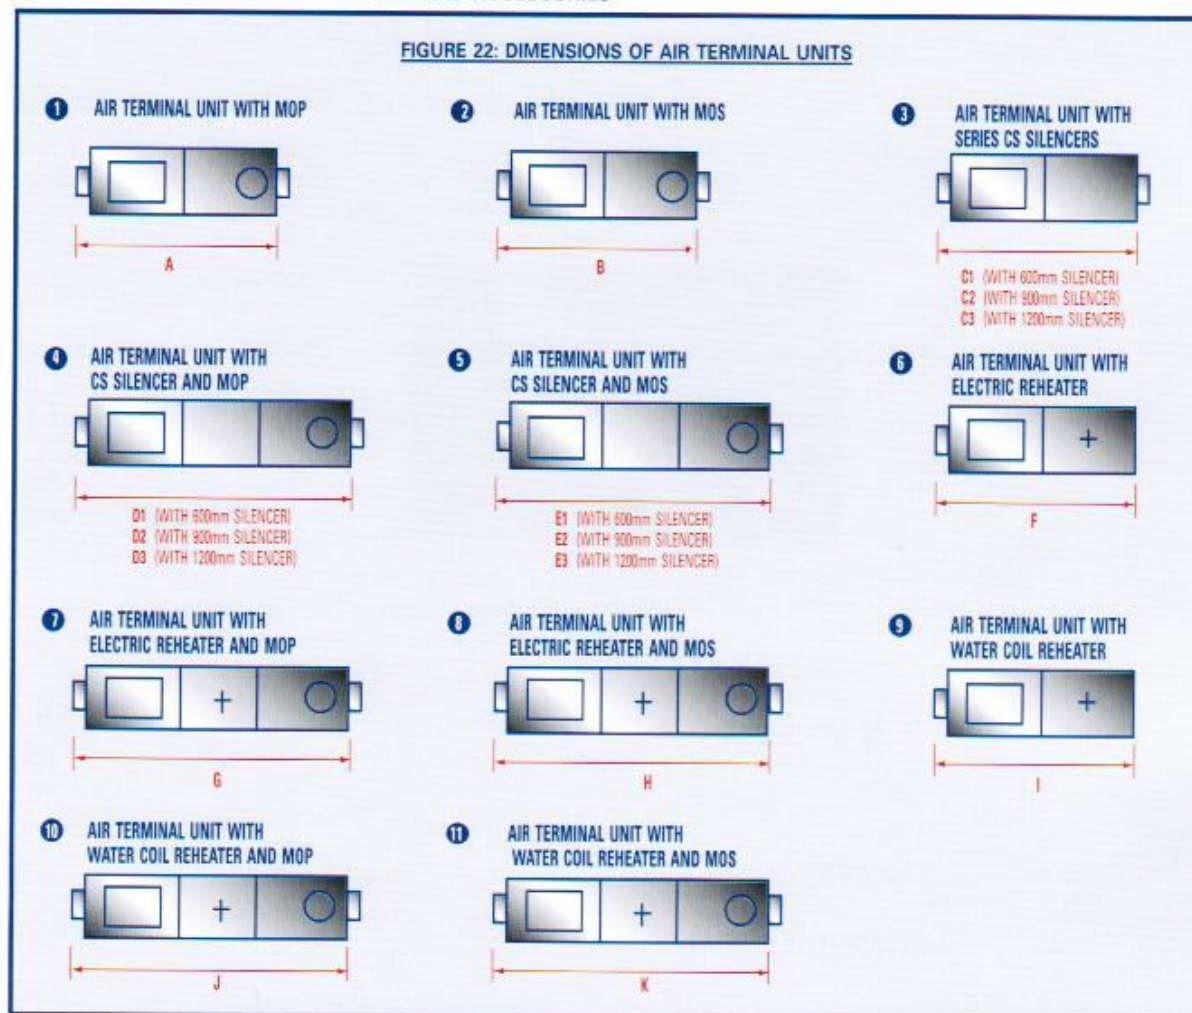 FIGURE 22: DIMENSIONS OF AIR TERMINAL UNITS
1 AIR TERMINAL UNIT WITH MOP
A
2 AIR TERMINAL UNIT WITH MOS
B
3 AIR TERMINAL UNIT WITH
SERIES CS SILENCERS
C1 (WITH 600mm SILENCER)
C2 (WITH 900mm SILENCER)
C3 (WITH 1200mm SILENCER)
4 AIR TERMINAL UNIT WITH
CS SILENCER AND MOP
D1 (WITH 600mm SILENCER)
D2 (WITH 900mm SILENCER)
D3 (WITH 1200mm SILENCER)
5 AIR TERMINAL UNIT WITH
CS SILENCER AND MOS
E1 (WITH 600mm SILENCER)
E2 (WITH 900mm SILENCER)
E3 (WITH 1200mm SILENCER)
6 AIR TERMINAL UNIT WITH
ELECTRIC REHEATER
F
7 AIR TERMINAL UNIT WITH
ELECTRIC REHEATER AND MOP
G
8 AIR TERMINAL UNIT WITH
ELECTRIC REHEATER AND MOS
H
9 AIR TERMINAL UNIT WITH
WATER COIL REHEATER
I
10 AIR TERMINAL UNIT WITH
WATER COIL REHEATER AND MOP
J
11 AIR TERMINAL UNIT WITH
WATER COIL REHEATER AND MOS
K